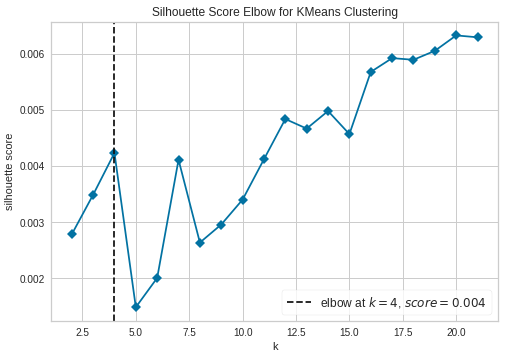 Silhouette Score Elbow for KMeans Clustering
silhouette score
0.006
0.005
0.004
0.003
0.002
elbow at k = 4, score = 0.004
2.5 5.0 7.5 10.0 12.5 15.0 17.5 20.0
k